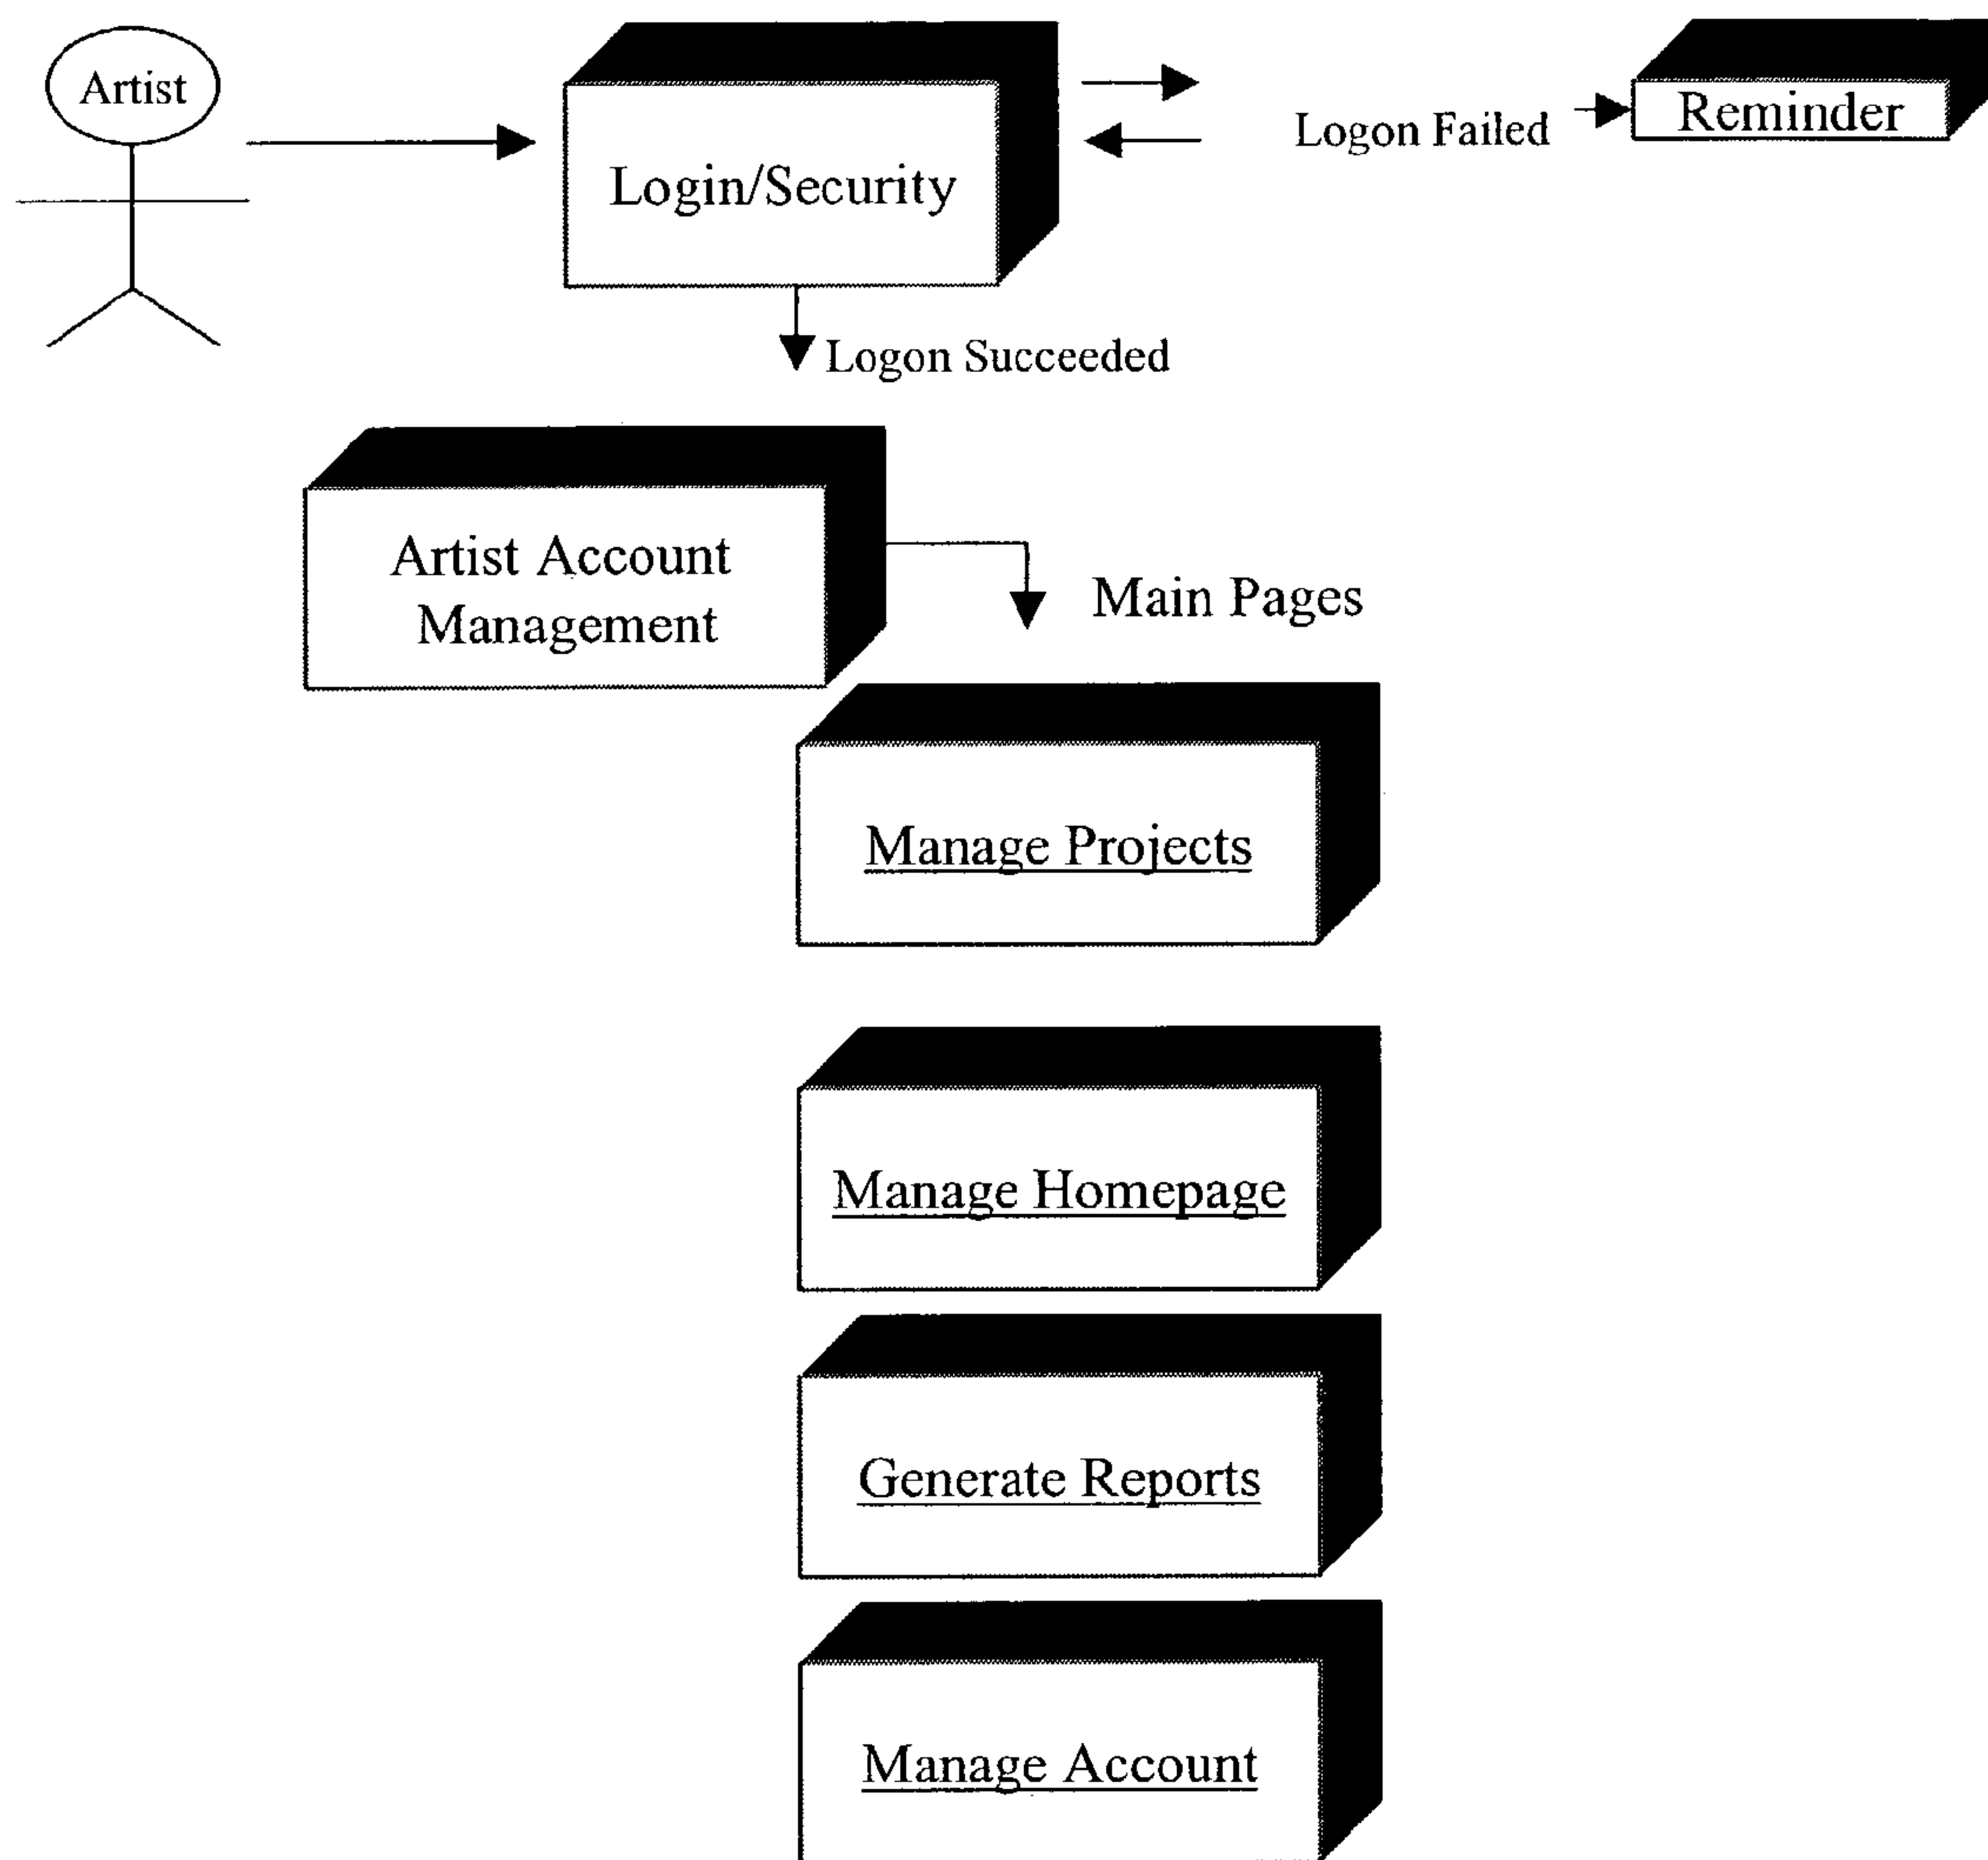 Artist
Login/Security
Logon Failed
Reminder
Logon Succeeded
Artist Account
Management
Main Pages
Manage Projects
Manage Homepage
Generate Reports
Manage Account